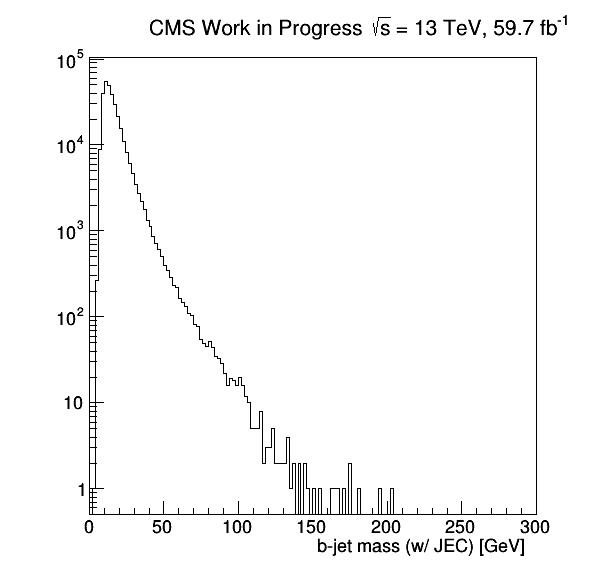 CMS Work in Progress √s = 13 TeV, 59.7 fb⁻¹
10⁵
10⁴
10³
10²
10
1
0 50 100 150 200 250 300
b-jet mass (w/ JEC) [GeV]